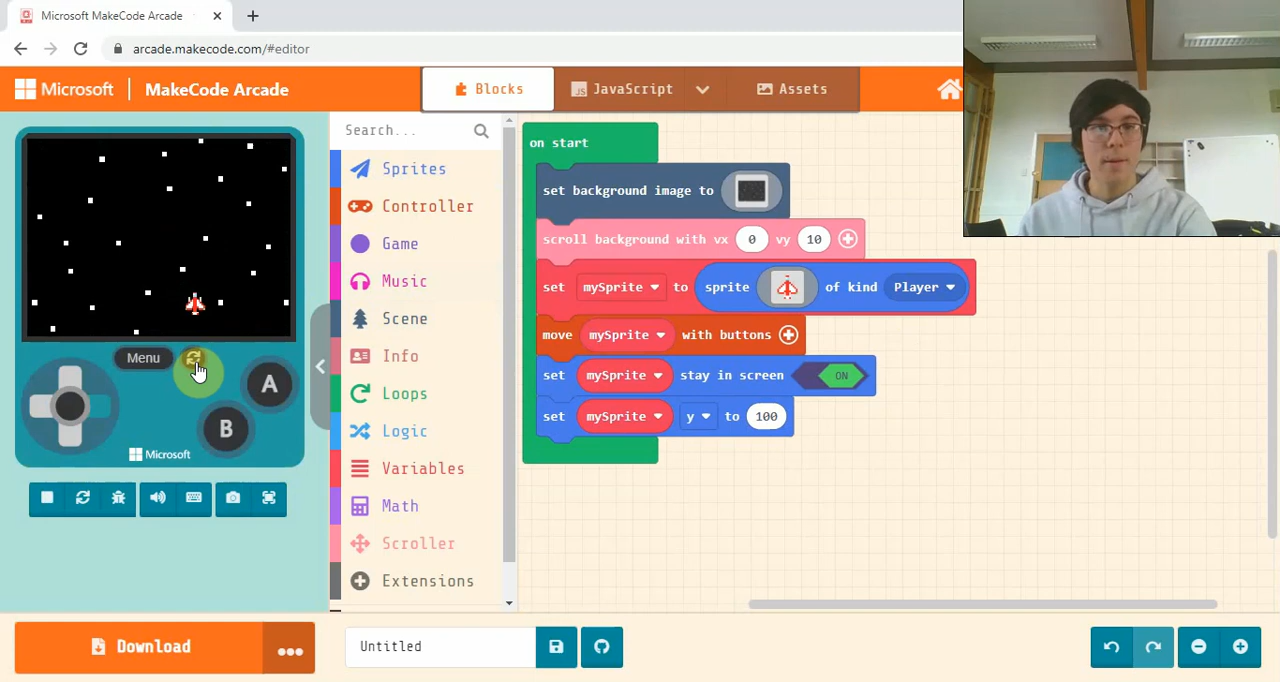 Microsoft MakeCode Arcade
arcade.makecode.com/#editor
Microsoft
MakeCode Arcade
Blocks
JS
JavaScript
Assets
Search...
Sprites
Controller
Game
Music
Scene
Info
Loops
Logic
Variables
Math
Scroller
Extensions
on start
set background image to
scroll background with vx 0 vy 10
set mySprite to sprite of kind Player
move mySprite with buttons
set mySprite stay in screen ON
set mySprite y to 100
Menu
A
B
Microsoft
Download
Untitled